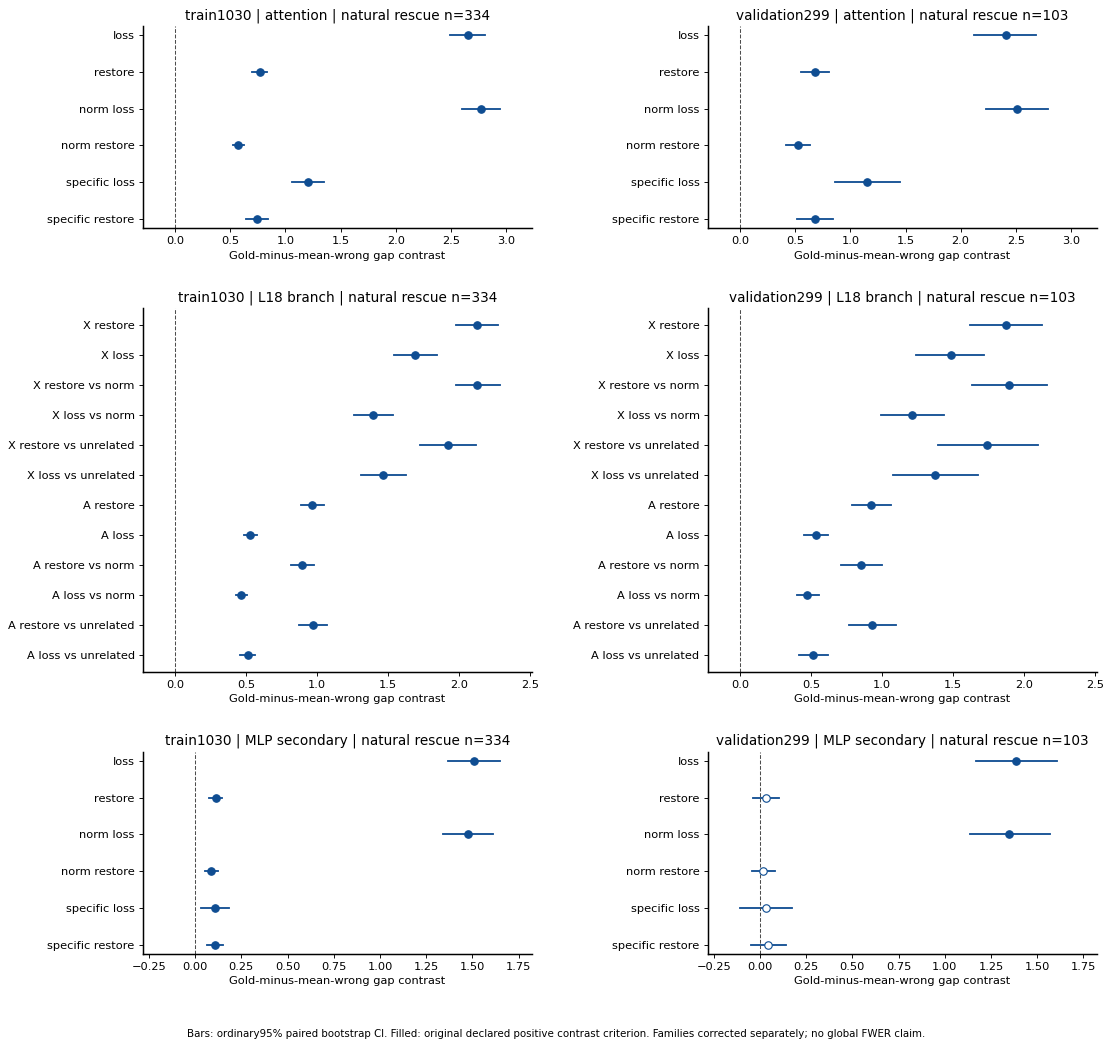 train1030 | attention | natural rescue n=334
loss
restore
norm loss
norm restore
specific loss
specific restore
0.0 0.5 1.0 1.5 2.0 2.5 3.0
Gold-minus-mean-wrong gap contrast
validation299 | attention | natural rescue n=103
loss
restore
norm loss
norm restore
specific loss
specific restore
0.0 0.5 1.0 1.5 2.0 2.5 3.0
Gold-minus-mean-wrong gap contrast
train1030 | L18 branch | natural rescue n=334
X restore
X loss
X restore vs norm
X loss vs norm
X restore vs unrelated
X loss vs unrelated
A restore
A loss
A restore vs norm
A loss vs norm
A restore vs unrelated
A loss vs unrelated
0.0 0.5 1.0 1.5 2.0 2.5
Gold-minus-mean-wrong gap contrast
validation299 | L18 branch | natural rescue n=103
X restore
X loss
X restore vs norm
X loss vs norm
X restore vs unrelated
X loss vs unrelated
A restore
A loss
A restore vs norm
A loss vs norm
A restore vs unrelated
A loss vs unrelated
0.0 0.5 1.0 1.5 2.0 2.5
Gold-minus-mean-wrong gap contrast
train1030 | MLP secondary | natural rescue n=334
loss
restore
norm loss
norm restore
specific loss
specific restore
−0.25 0.00 0.25 0.50 0.75 1.00 1.25 1.50 1.75
Gold-minus-mean-wrong gap contrast
validation299 | MLP secondary | natural rescue n=103
loss
restore
norm loss
norm restore
specific loss
specific restore
−0.25 0.00 0.25 0.50 0.75 1.00 1.25 1.50 1.75
Gold-minus-mean-wrong gap contrast
Bars: ordinary95% paired bootstrap CI. Filled: original declared positive contrast criterion. Families corrected separately; no global FWER claim.